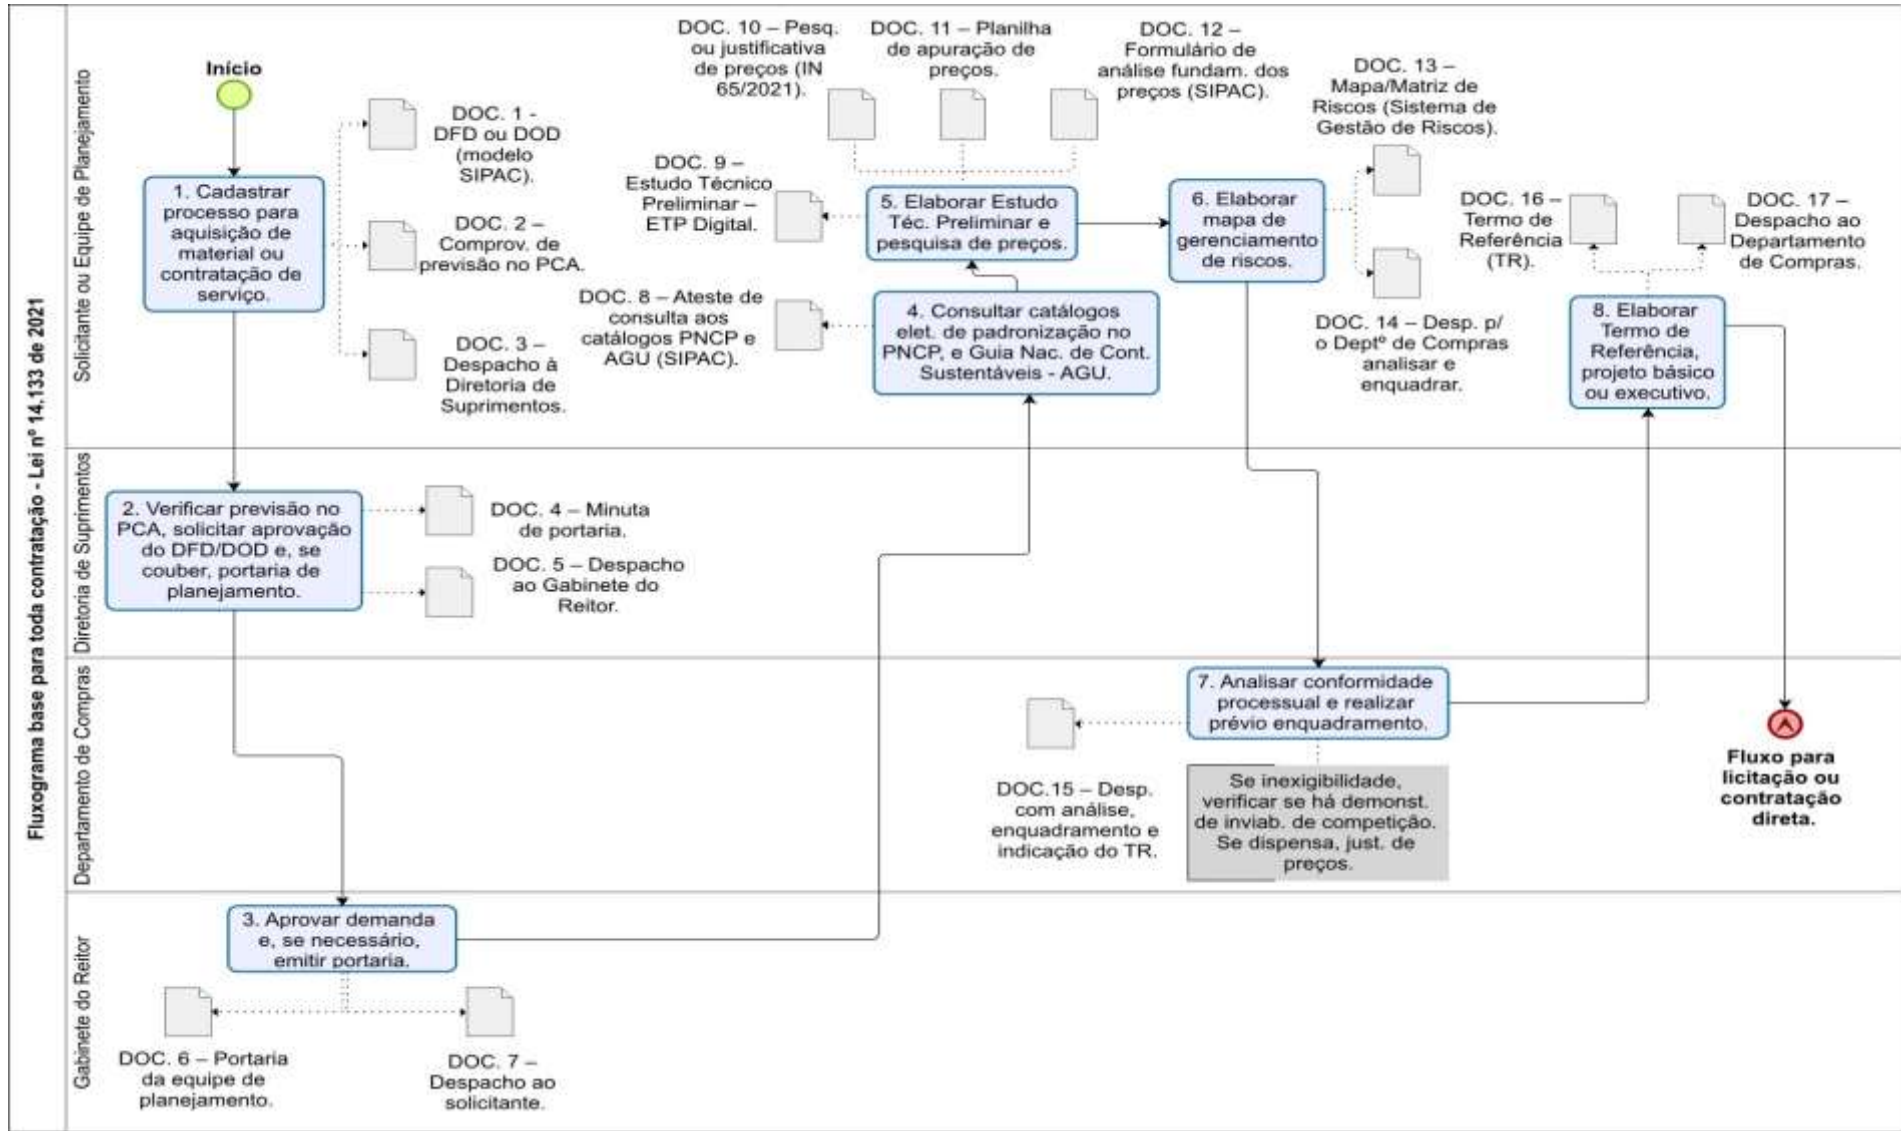 Fluxograma base para toda contratação - Lei nº 14.133 de 2021
Solicitante ou Equipe de Planejamento
Início
1. Cadastrar
processo para
aquisição de
material ou
contratação de
serviço.
DOC. 1 -
DFD ou DOD
(modelo
SIPAC).
DOC. 2 –
Comprov. de
previsão no PCA.
DOC. 3 –
Despacho à
Diretoria de
Suprimentos.
DOC. 10 – Pesq.
ou justificativa
de preços (IN
65/2021).
DOC. 11 – Planilha
de apuração de
preços.
DOC. 12 –
Formulário de
análise fundam. dos
preços (SIPAC).
DOC. 9 –
Estudo Técnico
Preliminar –
ETP Digital.
5. Elaborar Estudo
Téc. Preliminar e
pesquisa de preços.
DOC. 8 – Ateste de
consulta aos
catálogos PNCP e
AGU (SIPAC).
4. Consultar catálogos
elet. de padronização no
PNCP, e Guia Nac. de Cont.
Sustentáveis - AGU.
6. Elaborar
mapa de
gerenciamento
de riscos.
DOC. 13 –
Mapa/Matriz de
Riscos (Sistema de
Gestão de Riscos).
DOC. 14 – Desp. p/
o Deptº de Compras
analisar e
enquadrar.
DOC. 16 –
Termo de
Referência
(TR).
DOC. 17 –
Despacho ao
Departamento
de Compras.
8. Elaborar
Termo de
Referência,
projeto básico
ou executivo.
Diretoria de Suprimentos
2. Verificar previsão no
PCA, solicitar aprovação
do DFD/DOD e, se
couber, portaria de
planejamento.
DOC. 4 – Minuta
de portaria.
DOC. 5 – Despacho
ao Gabinete do
Reitor.
Departamento de Compras
7. Analisar conformidade
processual e realizar
prévio enquadramento.
DOC.15 – Desp.
com análise,
enquadramento e
indicação do TR.
Se inexigibilidade,
verificar se há demonst.
de inviab. de competição.
Se dispensa, just. de
preços.
Fluxo para
licitação ou
contratação
direta.
Gabinete do Reitor
3. Aprovar demanda
e, se necessário,
emitir portaria.
DOC. 6 – Portaria
da equipe de
planejamento.
DOC. 7 –
Despacho ao
solicitante.